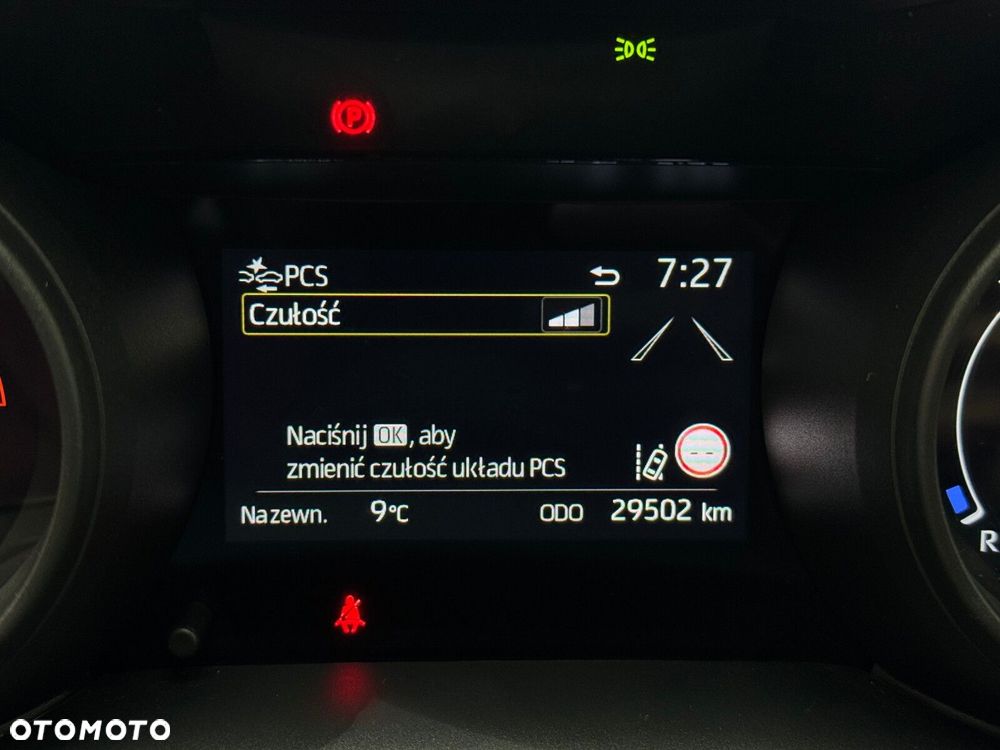 P
PCS 7:27
Czułość
Naciśnij OK, aby
zmienić czułość układu PCS
-- 
Na zewn. 9°C ODO 29502 km
R
OTOMOTO